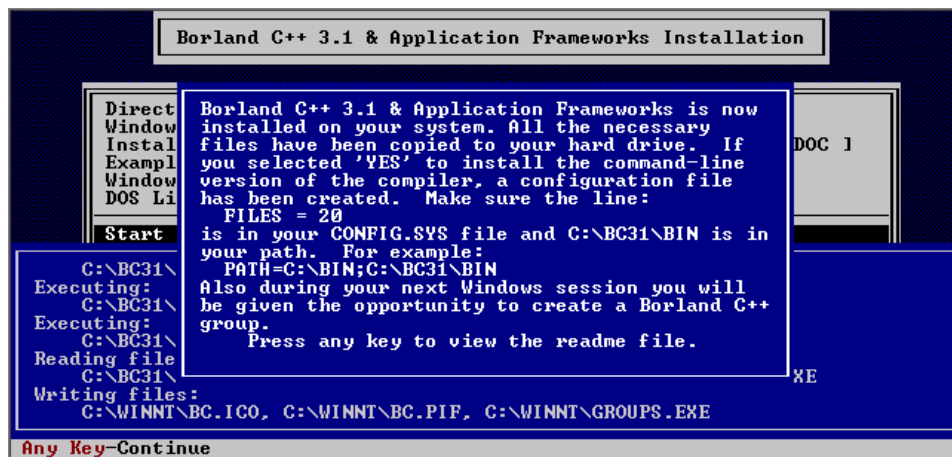 Borland C++ 3.1 & Application Frameworks Installation
Direct
Window
Instal
DOC ]
Exampl
Window
DOS Li
Start
Borland C++ 3.1 & Application Frameworks is now
installed on your system. All the necessary
files have been copied to your hard drive.  If
you selected 'YES' to install the command-line
version of the compiler, a configuration file
has been created.  Make sure the line:
FILES = 20
is in your CONFIG.SYS file and C:\BC31\BIN is in
your path.  For example:
PATH=C:\BIN;C:\BC31\BIN
Also during your next Windows session you will
be given the opportunity to create a Borland C++
group.
Press any key to view the readme file.
C:\BC31\
Executing:
C:\BC31\
Executing:
C:\BC31\
Reading file
C:\BC31\
XE
Writing files:
C:\WINNT\BC.ICO, C:\WINNT\BC.PIF, C:\WINNT\GROUPS.EXE
Any Key-Continue